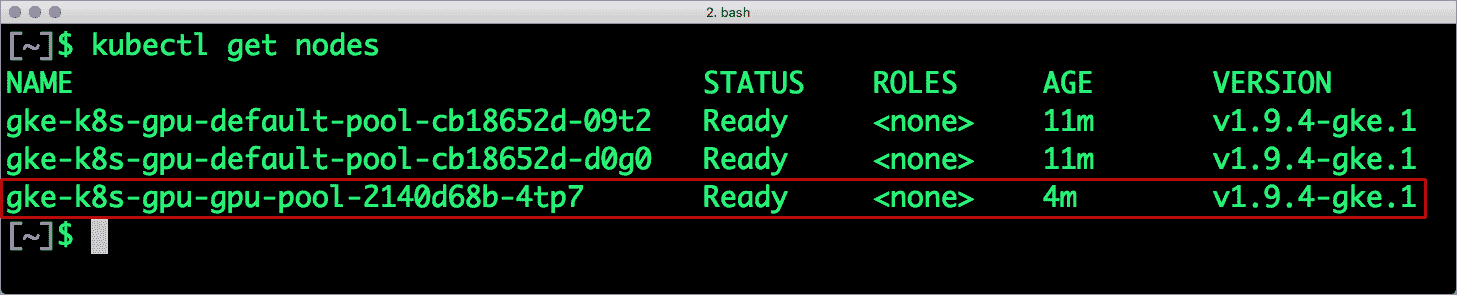 2. bash
[~]$ kubectl get nodes
NAME STATUS ROLES AGE VERSION
gke-k8s-gpu-default-pool-cb18652d-09t2 Ready <none> 11m v1.9.4-gke.1
gke-k8s-gpu-default-pool-cb18652d-d0g0 Ready <none> 11m v1.9.4-gke.1
gke-k8s-gpu-gpu-pool-2140d68b-4tp7 Ready <none> 4m v1.9.4-gke.1
[~]$